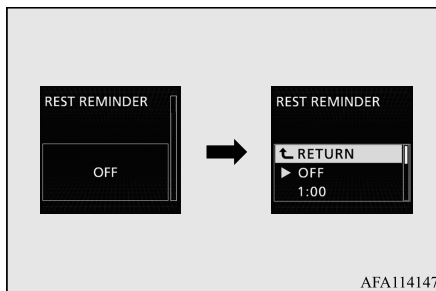 REST REMINDER
OFF
REST REMINDER
RETURN
OFF
1:00
AFA114147